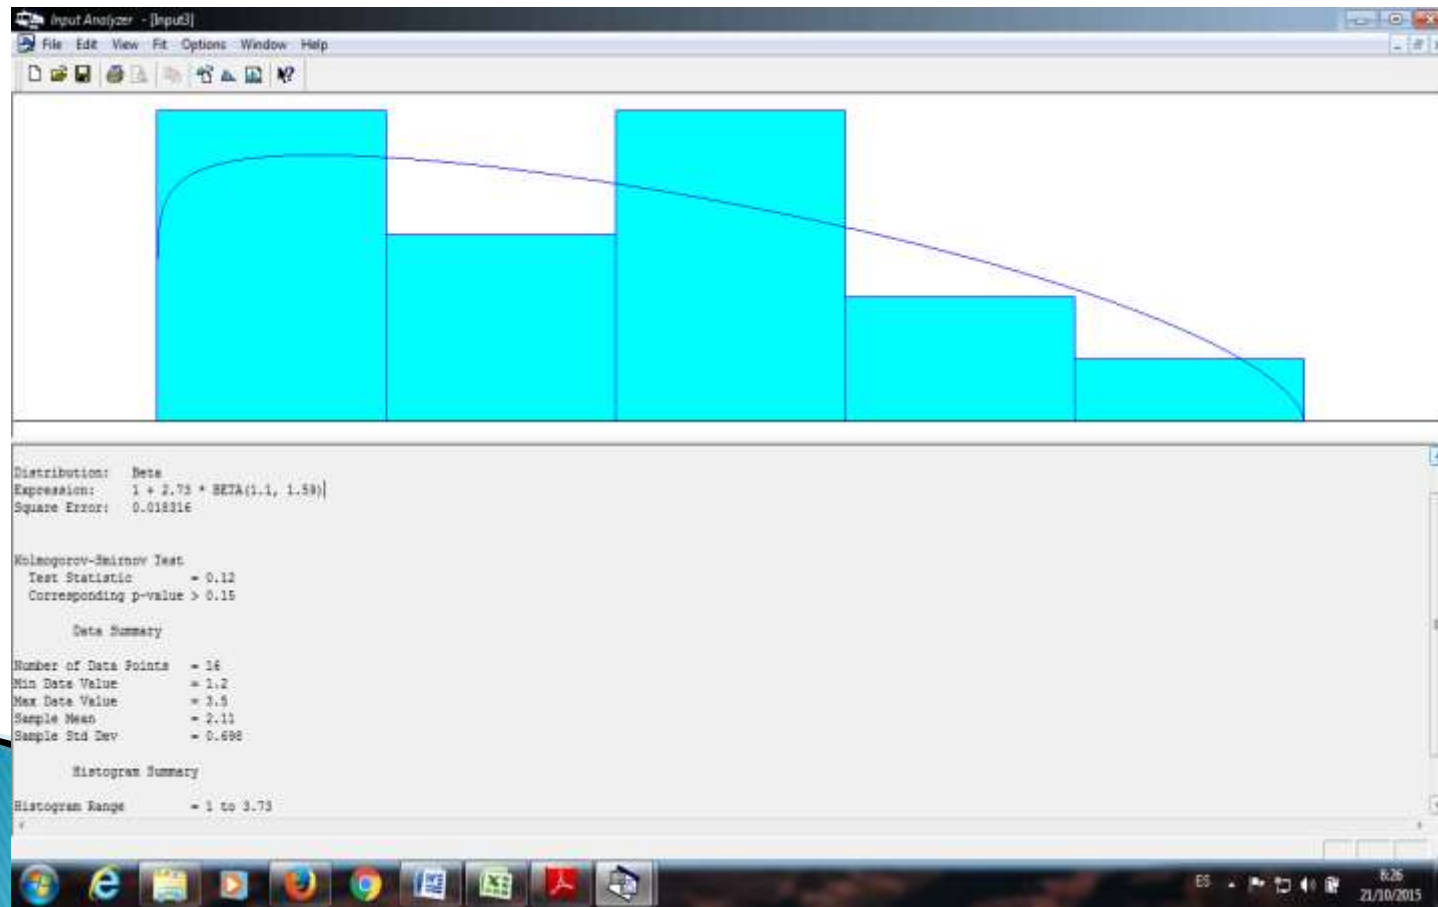 Input Analyzer - [Input3]
File Edit View Fit Options Window Help
Distribution: Beta
Expression: 1 + 2.73 * BETA(1.1, 1.59)
Square Error: 0.018316
Kolmogorov-Smirnov Test
Test Statistic = 0.12
Corresponding p-value > 0.15
Data Summary
Number of Data Points = 16
Min Data Value = 1.2
Max Data Value = 3.5
Sample Mean = 2.11
Sample Std Dev = 0.698
Histogram Summary
Histogram Range = 1 to 3.73
ES
8:26
21/10/2015